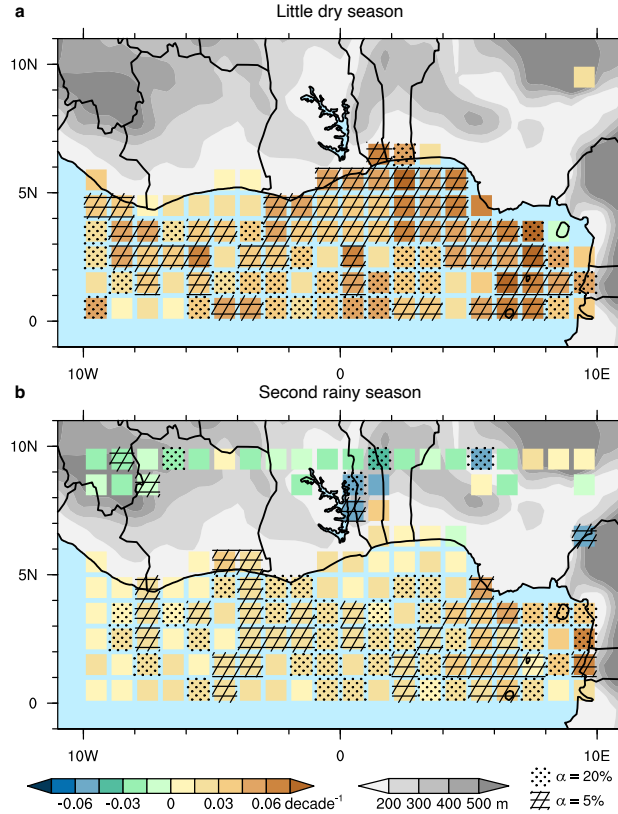 a
Little dry season
10N
5N
0
10W
0
10E
b
Second rainy season
10N
5N
0
10W
0
10E
-0.06 -0.03 0 0.03 0.06 decade⁻¹
200 300 400 500 m
α = 20%
α = 5%